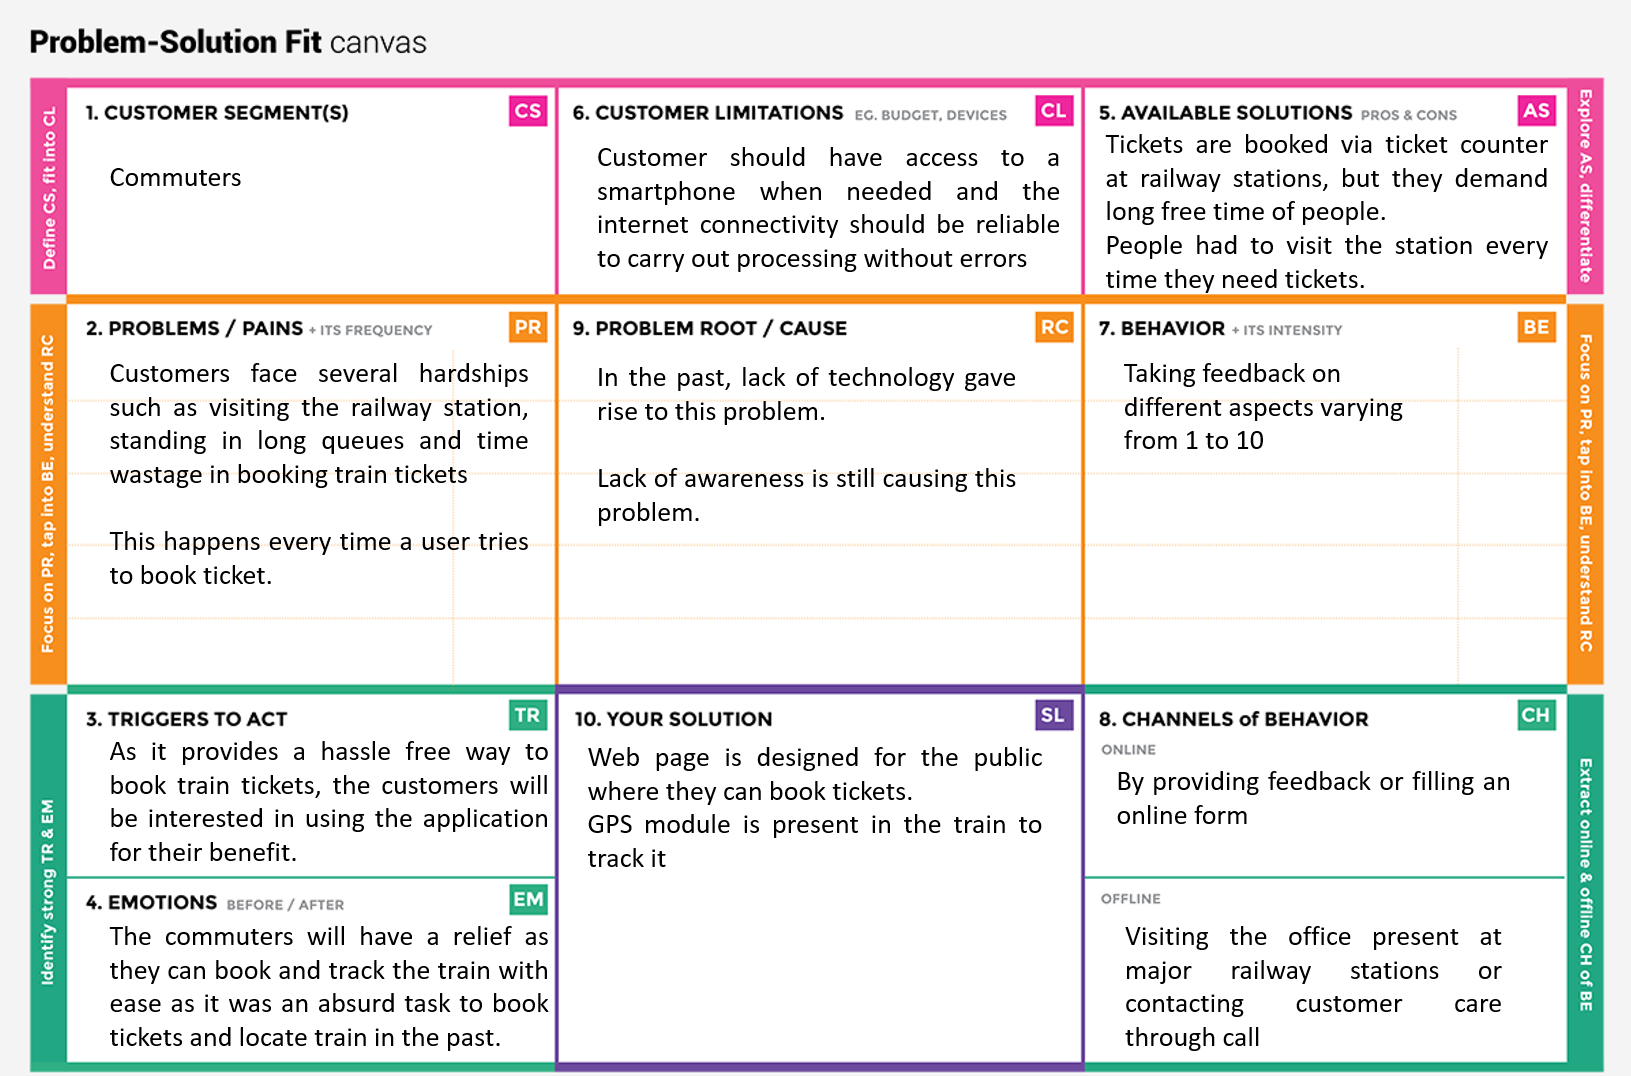 Problem-Solution Fit canvas
Define CS, fit into CL
1. CUSTOMER SEGMENT(S)
CS
Commuters
6. CUSTOMER LIMITATIONS EG. BUDGET, DEVICES
CL
Customer should have access to a
smartphone when needed and the
internet connectivity should be reliable
to carry out processing without errors
5. AVAILABLE SOLUTIONS PROS & CONS
AS
Tickets are booked via ticket counter
at railway stations, but they demand
long free time of people.
People had to visit the station every
time they need tickets.
Explore AS, differentiate
Focus on PR, tap into BE, understand RC
2. PROBLEMS / PAINS + ITS FREQUENCY
PR
Customers face several hardships
such as visiting the railway station,
standing in long queues and time
wastage in booking train tickets
This happens every time a user tries
to book ticket.
9. PROBLEM ROOT / CAUSE
RC
In the past, lack of technology gave
rise to this problem.
Lack of awareness is still causing this
problem.
7. BEHAVIOR + ITS INTENSITY
BE
Taking feedback on
different aspects varying
from 1 to 10
Focus on PR, tap into BE, understand RC
Identify strong TR & EM
3. TRIGGERS TO ACT
TR
As it provides a hassle free way to
book train tickets, the customers will
be interested in using the application
for their benefit.
4. EMOTIONS BEFORE / AFTER
EM
The commuters will have a relief as
they can book and track the train with
ease as it was an absurd task to book
tickets and locate train in the past.
10. YOUR SOLUTION
SL
Web page is designed for the public
where they can book tickets.
GPS module is present in the train to
track it
8. CHANNELS of BEHAVIOR
CH
ONLINE
By providing feedback or filling an
online form
OFFLINE
Visiting the office present at
major railway stations or
contacting customer care
through call
Extract online & offline CH of BE